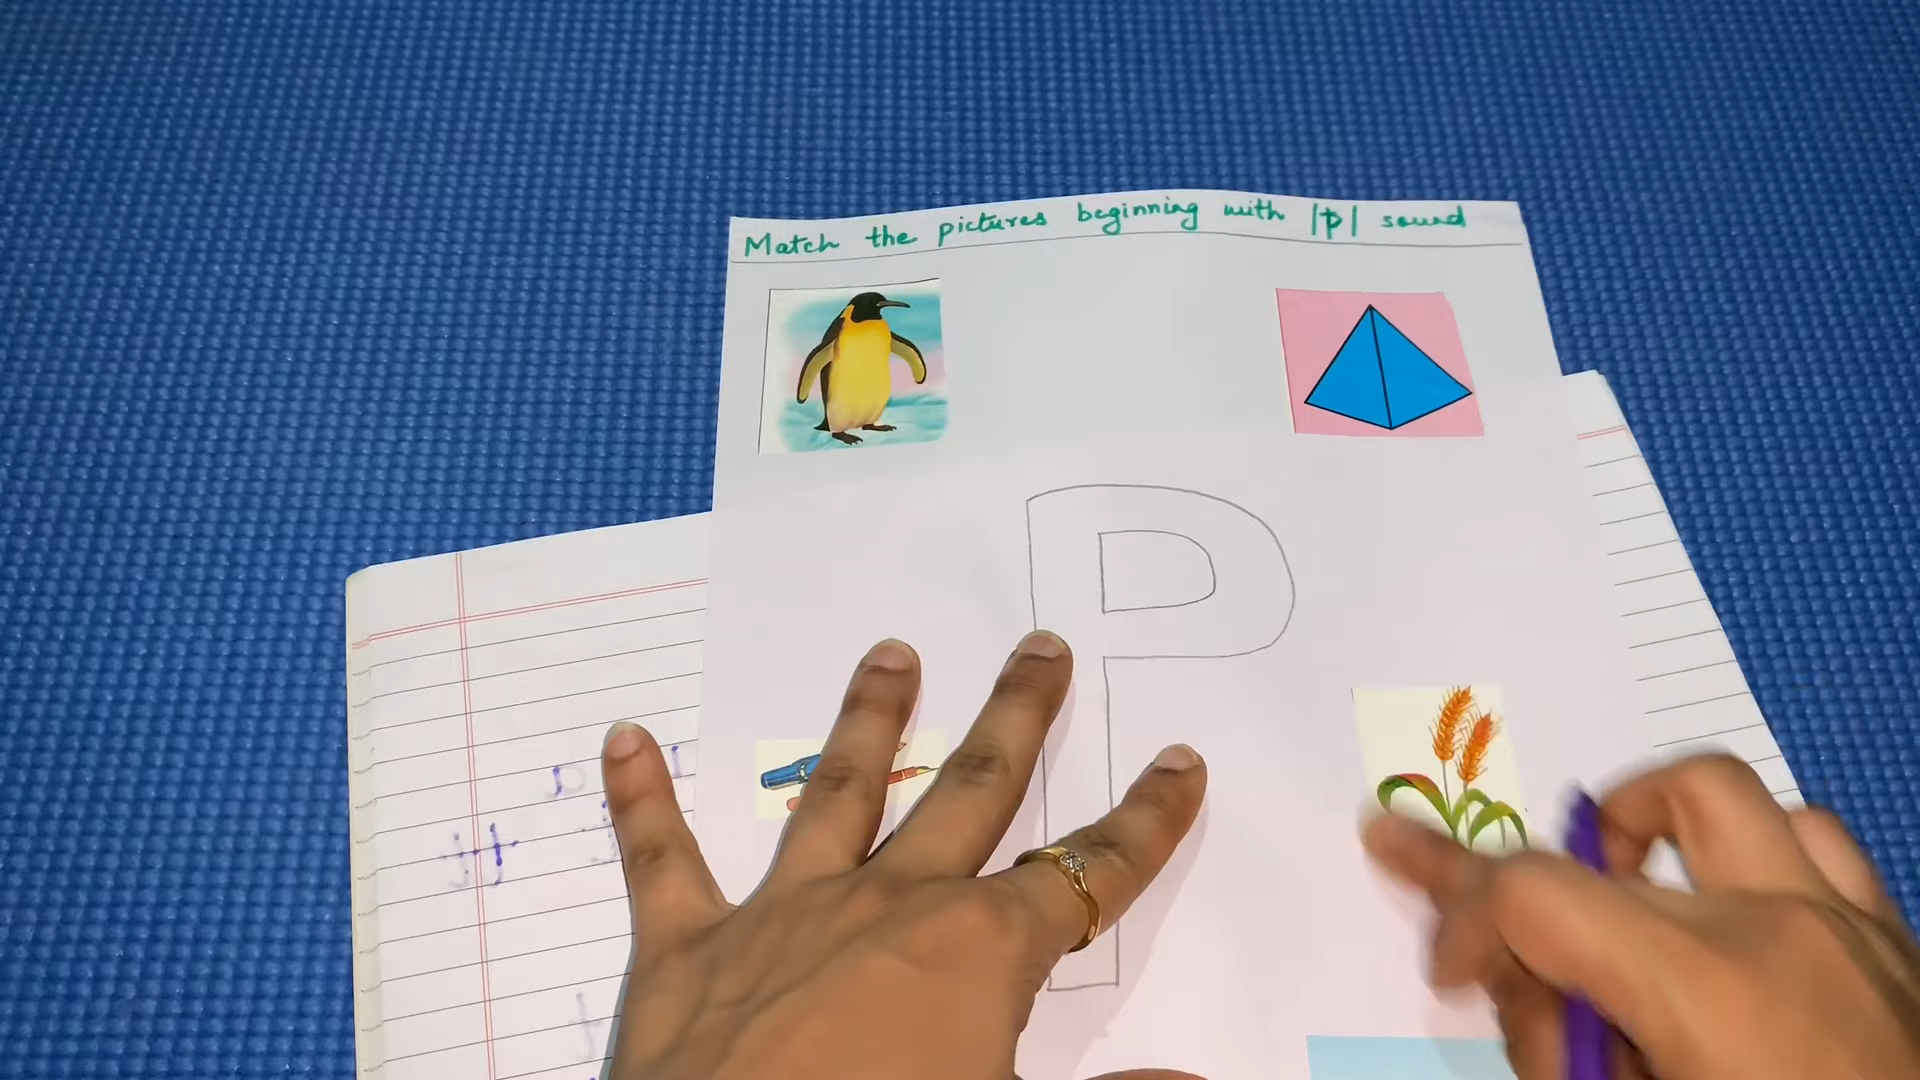 Match the pictures beginning with |p| sound
P